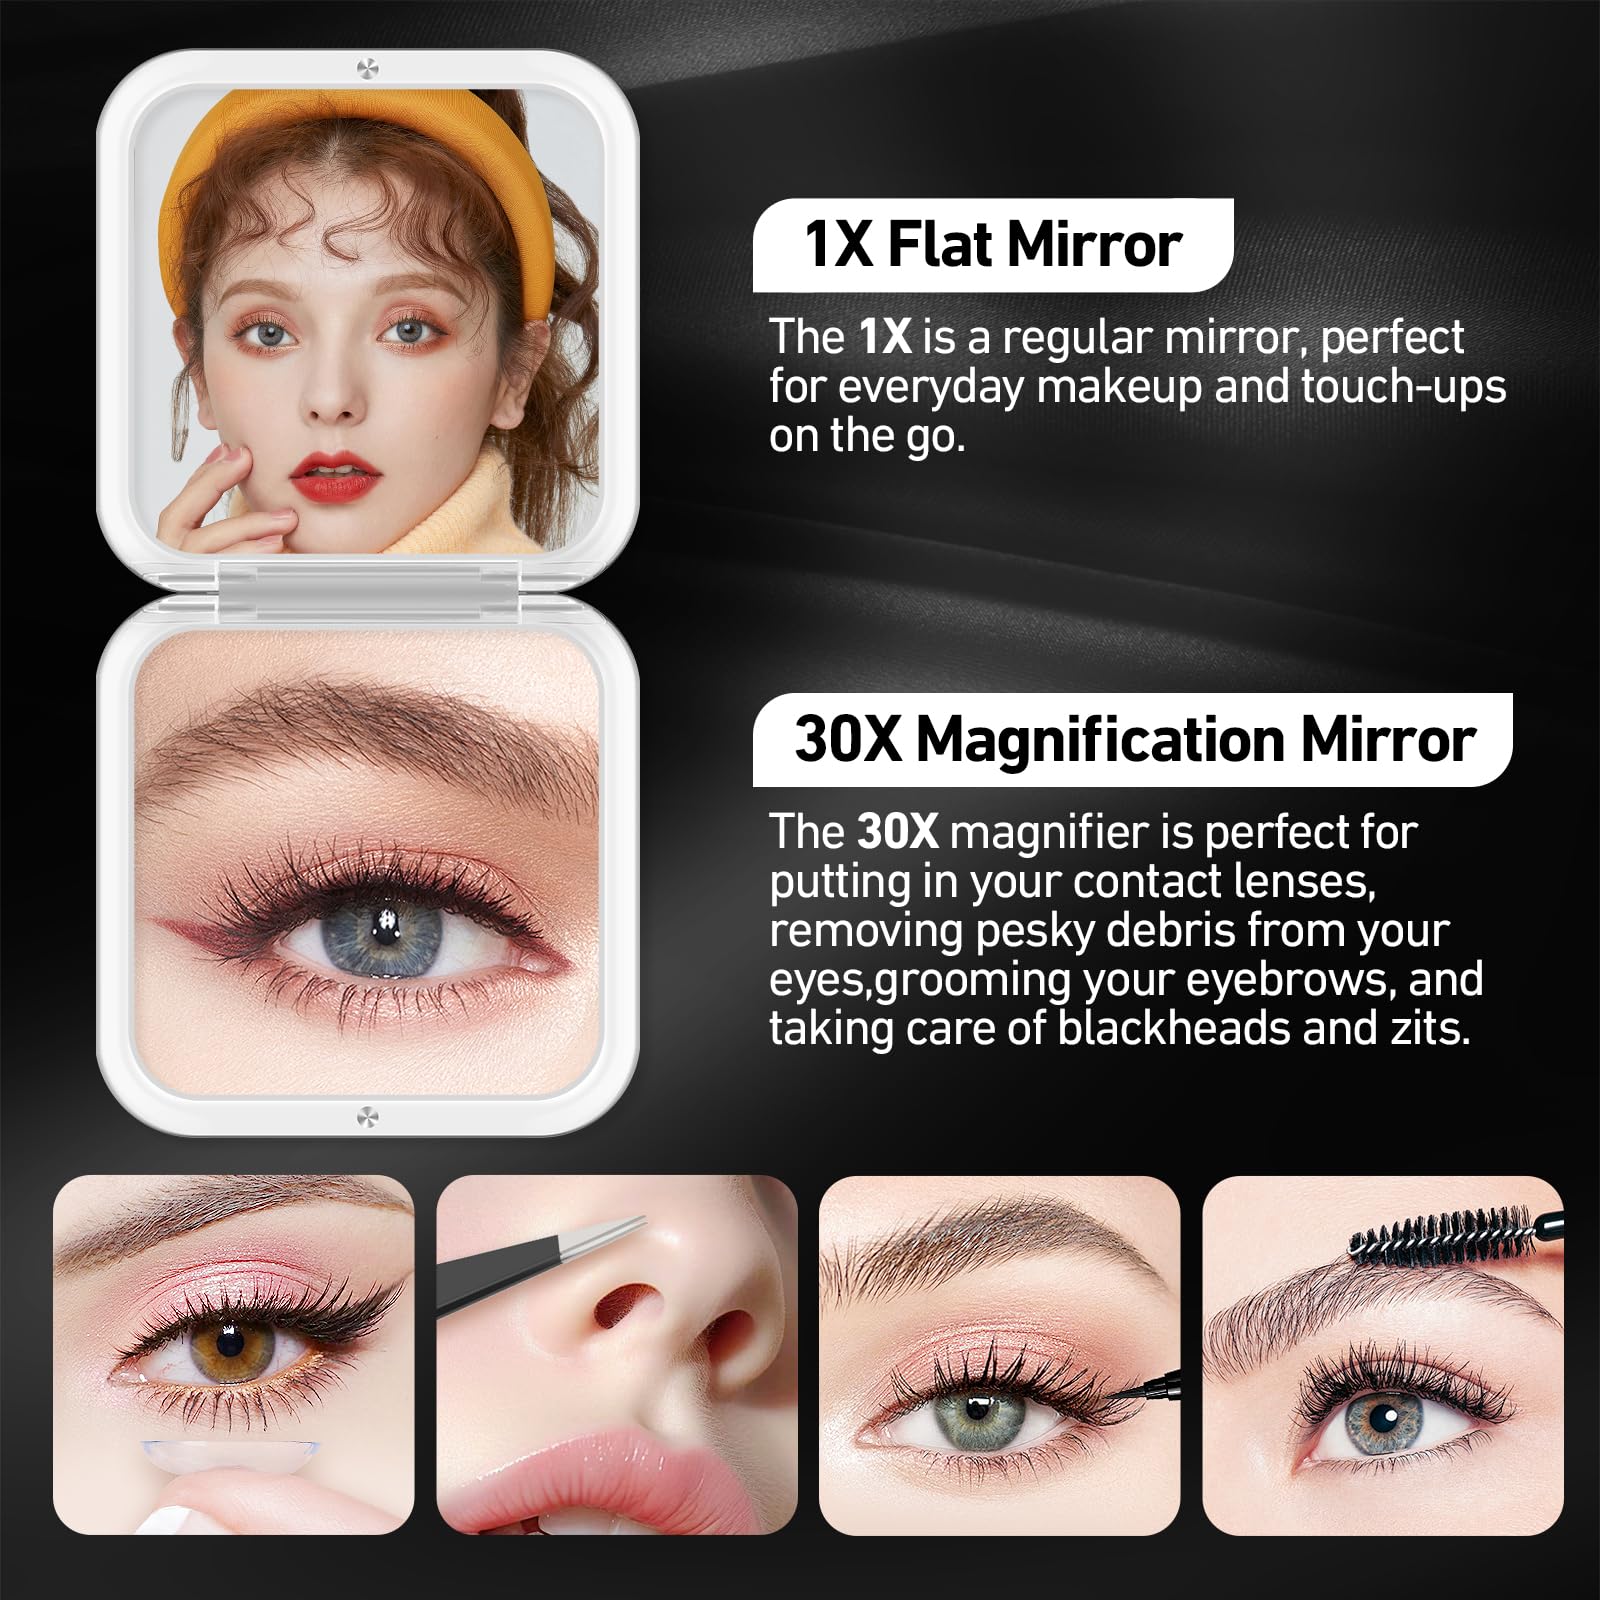 1X Flat Mirror
The 1X is a regular mirror, perfect
for everyday makeup and touch-ups
on the go.
30X Magnification Mirror
The 30X magnifier is perfect for
putting in your contact lenses,
removing pesky debris from your
eyes,grooming your eyebrows, and
taking care of blackheads and zits.